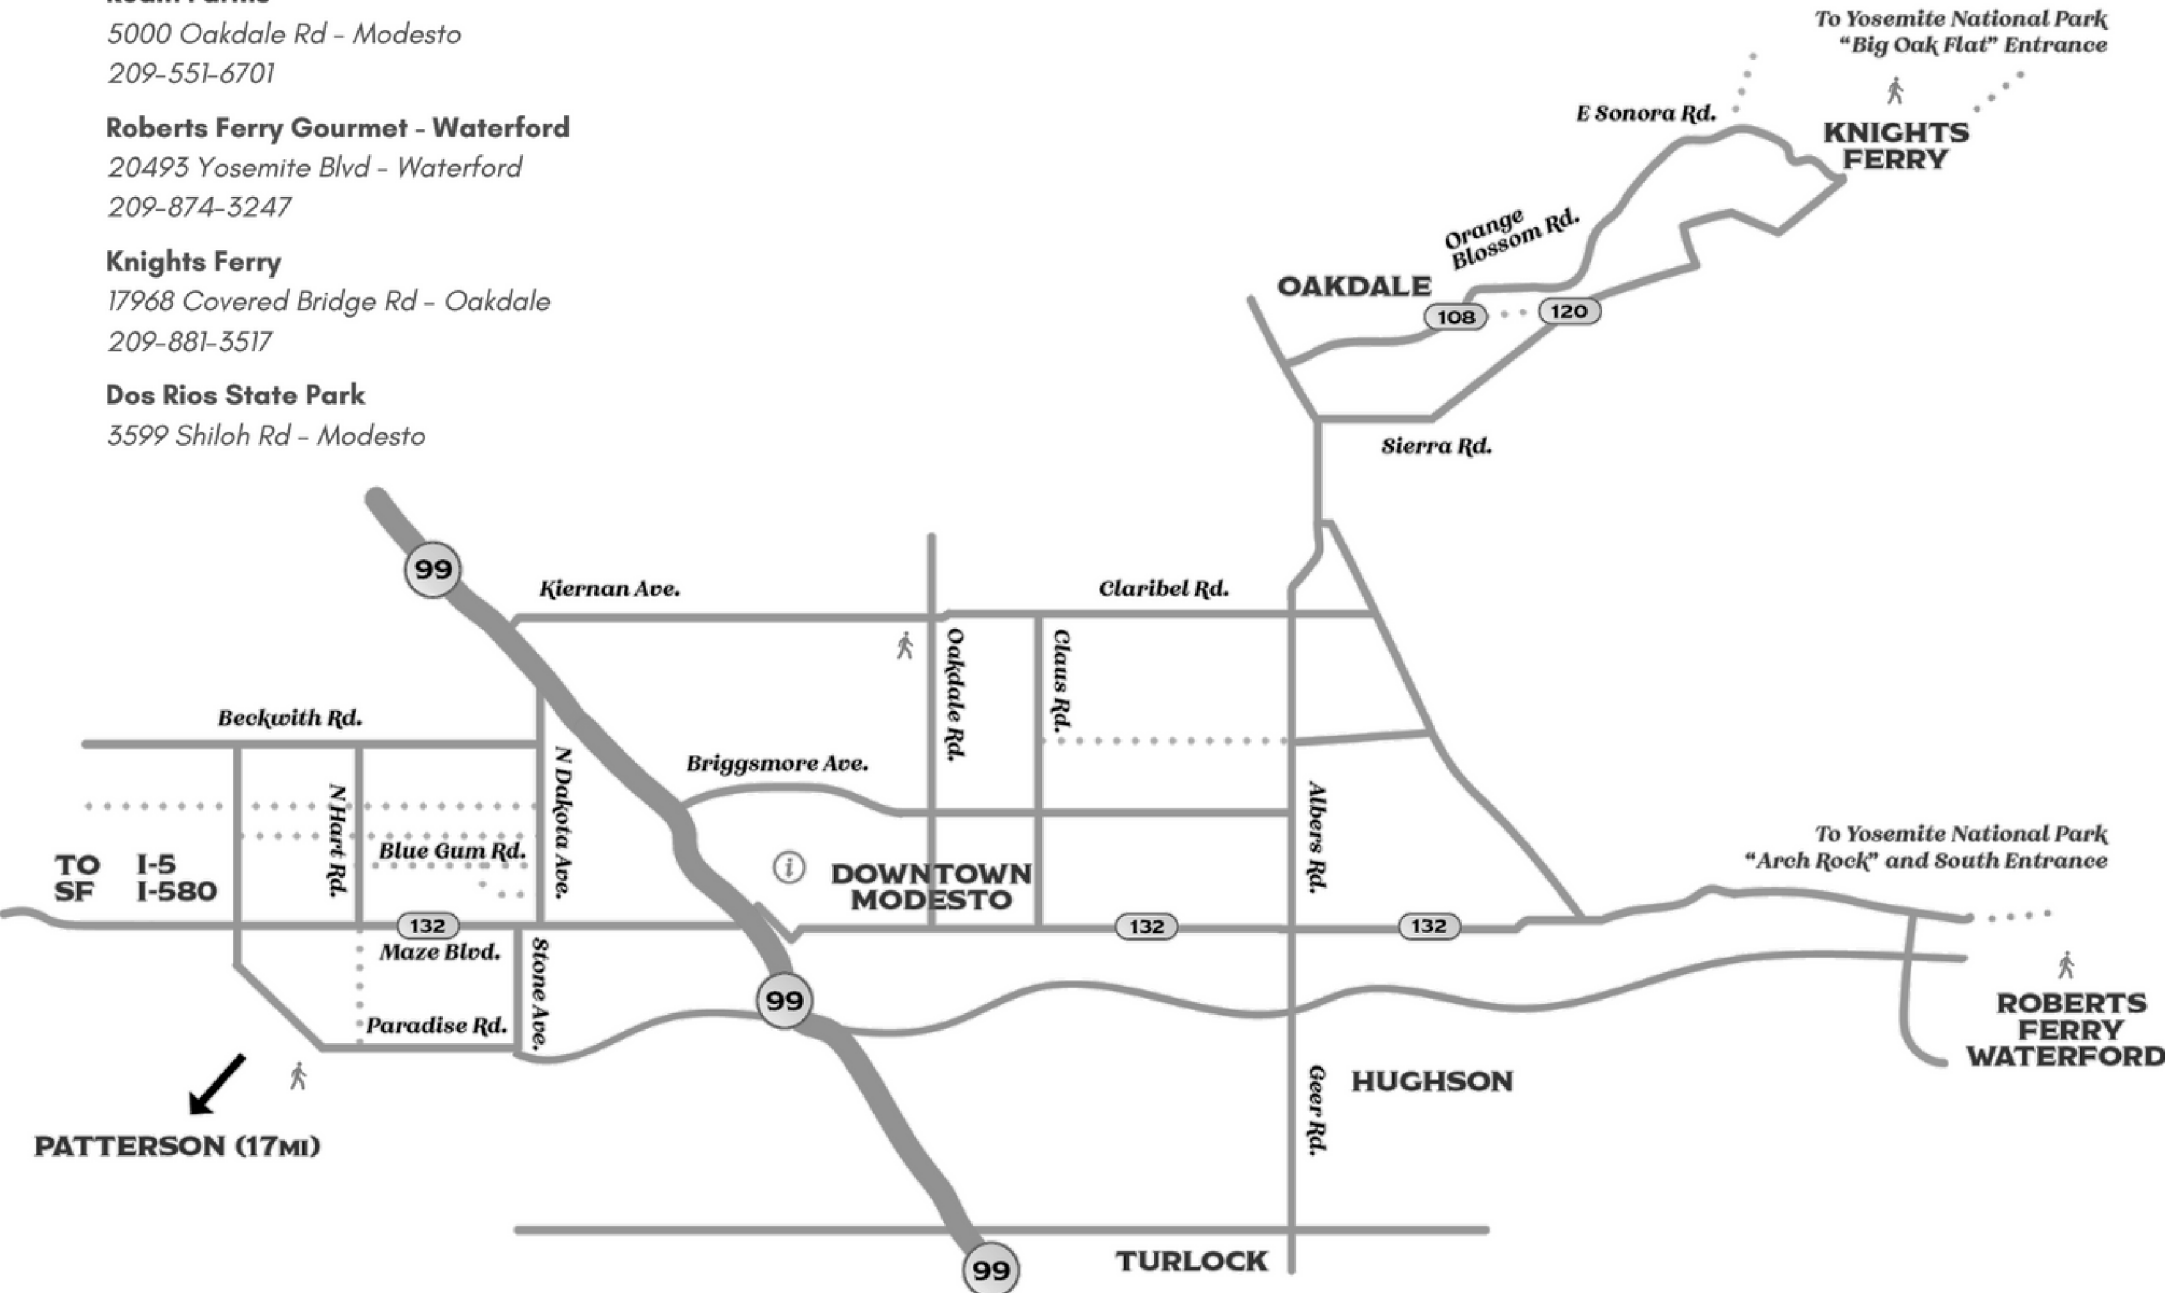 5000 Oakdale Rd - Modesto
209-551-6701
Roberts Ferry Gourmet - Waterford
20493 Yosemite Blvd - Waterford
209-874-3247
Knights Ferry
17968 Covered Bridge Rd - Oakdale
209-881-3517
Dos Rios State Park
3599 Shiloh Rd - Modesto
To Yosemite National Park
“Big Oak Flat” Entrance
E Sonora Rd.
KNIGHTS
FERRY
Orange
Blossom Rd.
OAKDALE
108
120
Sierra Rd.
99
Kiernan Ave.
Claribel Rd.
Oakdale Rd.
Claus Rd.
Beckwith Rd.
N Dakota Ave.
Briggsmore Ave.
N Hart Rd.
Albers Rd.
Blue Gum Rd.
TO I-5
SF I-580
i
DOWNTOWN
MODESTO
To Yosemite National Park
“Arch Rock” and South Entrance
132
132
132
Maze Blvd.
Stone Ave.
99
Paradise Rd.
ROBERTS
FERRY
WATERFORD
Geer Rd.
HUGHSON
PATTERSON (17MI)
TURLOCK
99